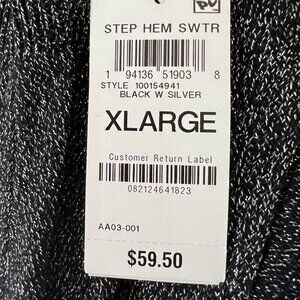 STEP HEM SWTR
1 94136 51903 8
STYLE 100154941
BLACK W SILVER
XLARGE
Customer Return Label
082124641823
AA03-001
$59.50